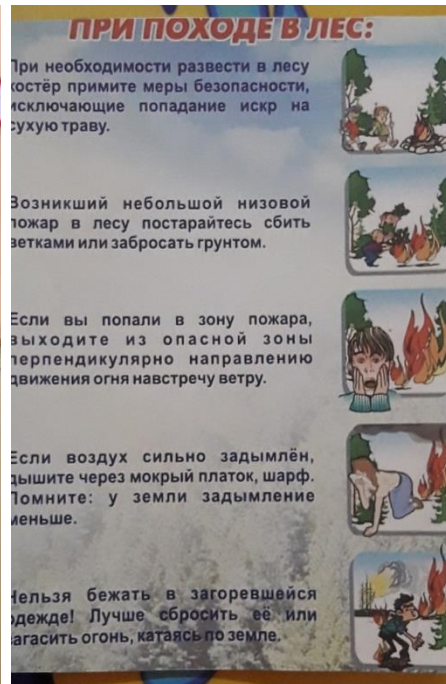 ПРИ ПОХОДЕ В ЛЕС:
При необходимости развести в лесу
костёр примите меры безопасности,
исключающие попадание искр на
сухую траву.
Возникший небольшой низовой
пожар в лесу постарайтесь сбить
ветками или забросать грунтом.
Если вы попали в зону пожара,
выходите из опасной зоны
перпендикулярно направлению
движения огня навстречу ветру.
Если воздух сильно задымлён,
дышите через мокрый платок, шарф.
Помните: у земли задымление
меньше.
Нельзя бежать в загоревшейся
одежде! Лучше сбросить её или
загасить огонь, катаясь по земле.